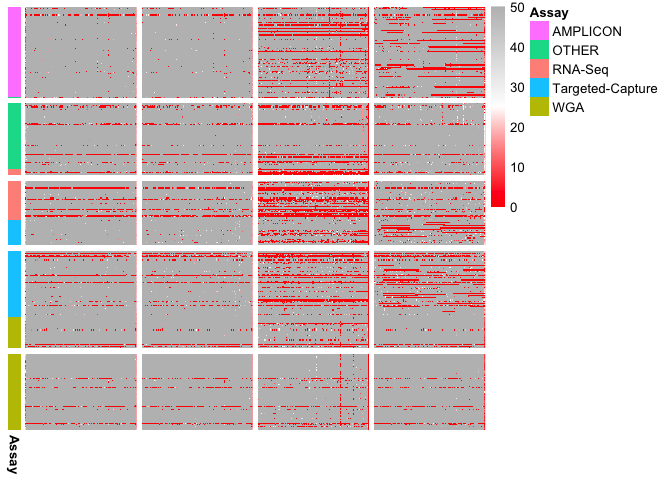 50
40
30
20
10
0
Assay
AMPLICON
OTHER
RNA-Seq
Targeted-Capture
WGA
Assay